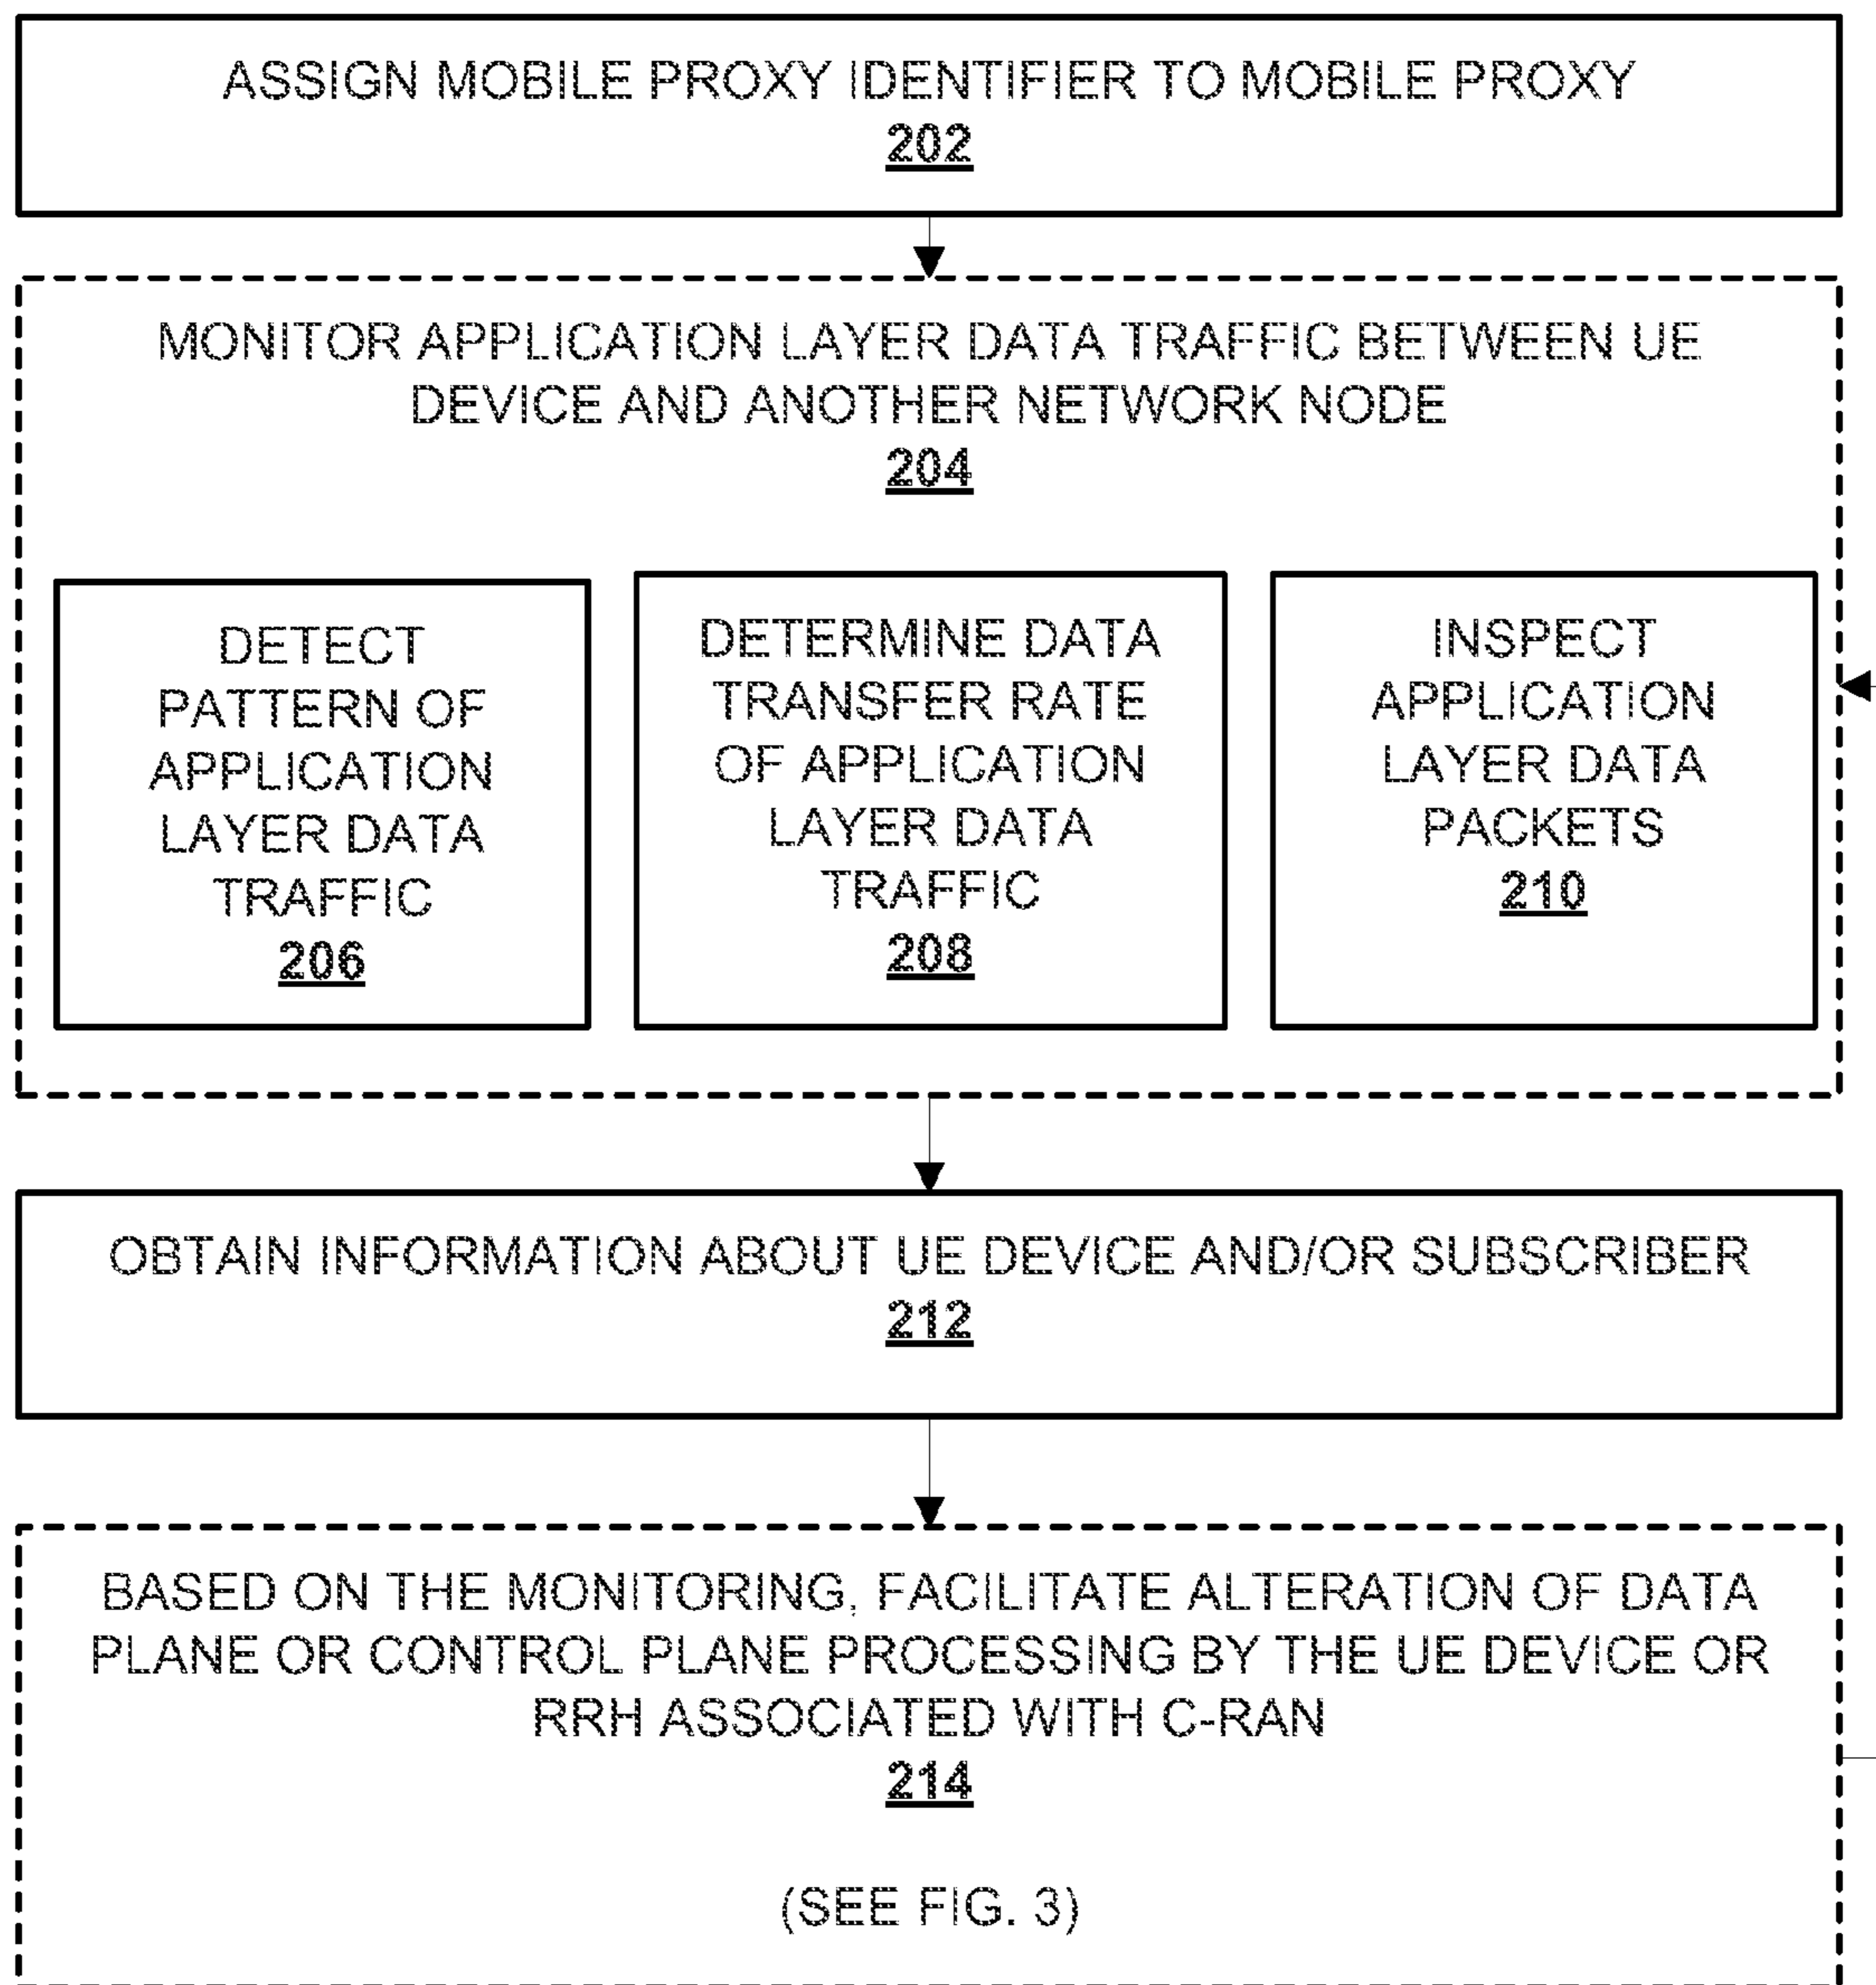 ASSIGN MOBILE PROXY IDENTIFIER TO MOBILE PROXY
202
MONITOR APPLICATION LAYER DATA TRAFFIC BETWEEN UE
DEVICE AND ANOTHER NETWORK NODE
204
DETECT
PATTERN OF
APPLICATION
LAYER DATA
TRAFFIC
206
DETERMINE DATA
TRANSFER RATE
OF APPLICATION
LAYER DATA
TRAFFIC
208
INSPECT
APPLICATION
LAYER DATA
PACKETS
210
OBTAIN INFORMATION ABOUT UE DEVICE AND/OR SUBSCRIBER
212
BASED ON THE MONITORING, FACILITATE ALTERATION OF DATA
PLANE OR CONTROL PLANE PROCESSING BY THE UE DEVICE OR
RRH ASSOCIATED WITH C-RAN
214
(SEE FIG. 3)